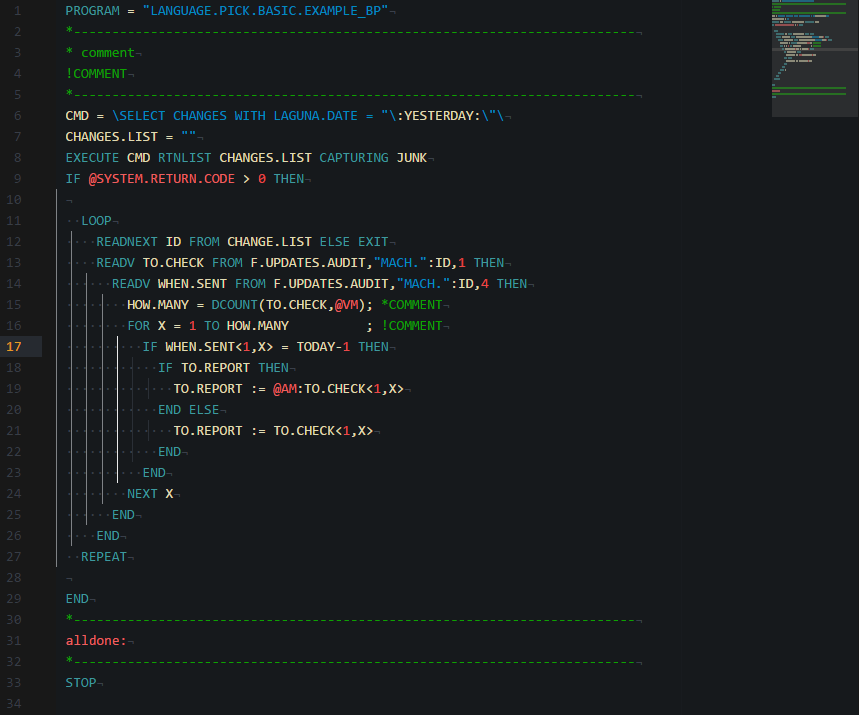 1 PROGRAM = "LANGUAGE.PICK.BASIC.EXAMPLE_BP"
2 *-------------------------------------------------------------------------
3 * comment
4 !COMMENT
5 *-------------------------------------------------------------------------
6 CMD = \SELECT CHANGES WITH LAGUNA.DATE = "\:YESTERDAY:\"\
7 CHANGES.LIST = ""
8 EXECUTE CMD RTNLIST CHANGES.LIST CAPTURING JUNK
9 IF @SYSTEM.RETURN.CODE > 0 THEN
10
11   LOOP
12     READNEXT ID FROM CHANGE.LIST ELSE EXIT
13     READV TO.CHECK FROM F.UPDATES.AUDIT,"MACH.":ID,1 THEN
14       READV WHEN.SENT FROM F.UPDATES.AUDIT,"MACH.":ID,4 THEN
15         HOW.MANY = DCOUNT(TO.CHECK,@VM); *COMMENT
16         FOR X = 1 TO HOW.MANY          ; !COMMENT
17           IF WHEN.SENT<1,X> = TODAY-1 THEN
18             IF TO.REPORT THEN
19               TO.REPORT := @AM:TO.CHECK<1,X>
20             END ELSE
21               TO.REPORT := TO.CHECK<1,X>
22             END
23           END
24         NEXT X
25       END
26     END
27   REPEAT
28
29 END
30 *-------------------------------------------------------------------------
31 alldone:
32 *-------------------------------------------------------------------------
33 STOP
34